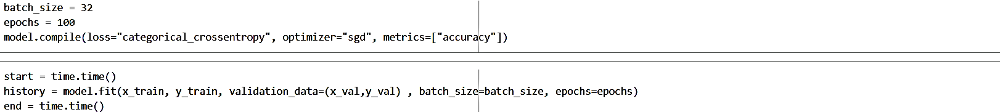 batch_size = 32
epochs = 100
model.compile(loss="categorical_crossentropy", optimizer="sgd", metrics=["accuracy"])
start = time.time()
history = model.fit(x_train, y_train, validation_data=(x_val,y_val) , batch_size=batch_size, epochs=epochs)
end = time.time()